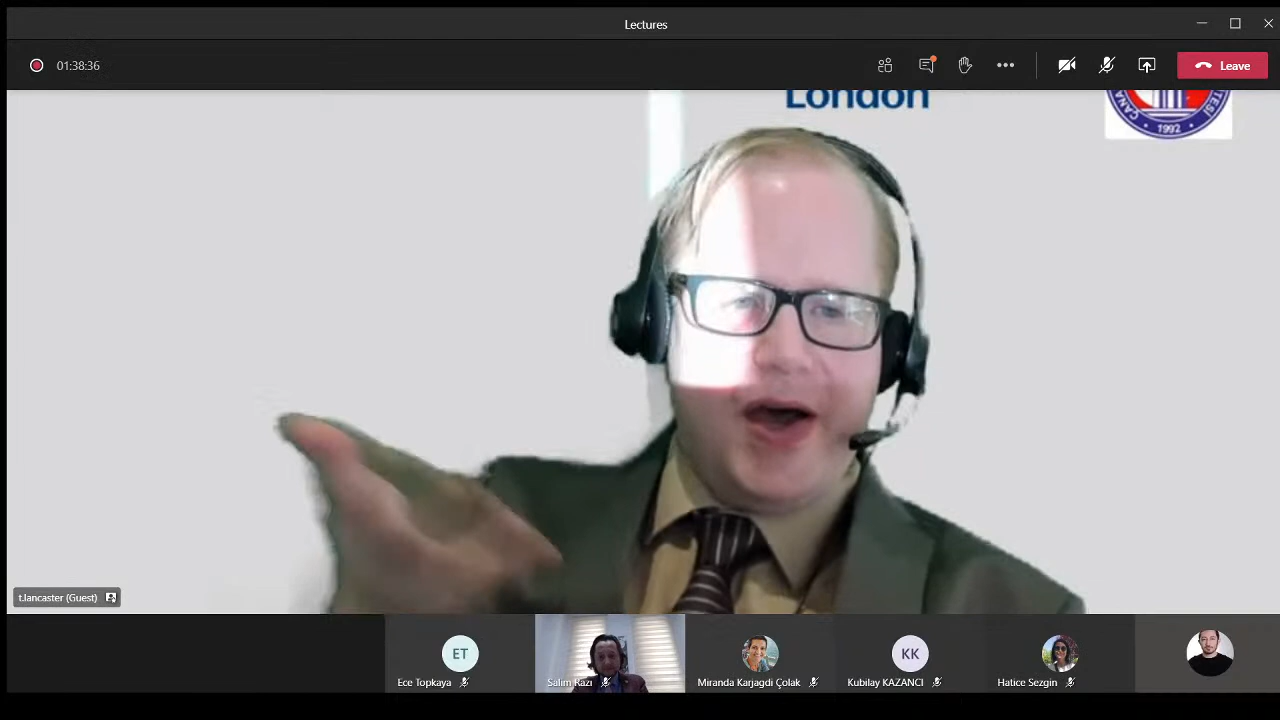 Lectures
01:38:36
Leave
London
1992
t.lancaster (Guest)
ET
KK
Ece Topkaya
Salim Razı
Miranda Karjagdi Çolak
Kubilay KAZANCI
Hatice Sezgin